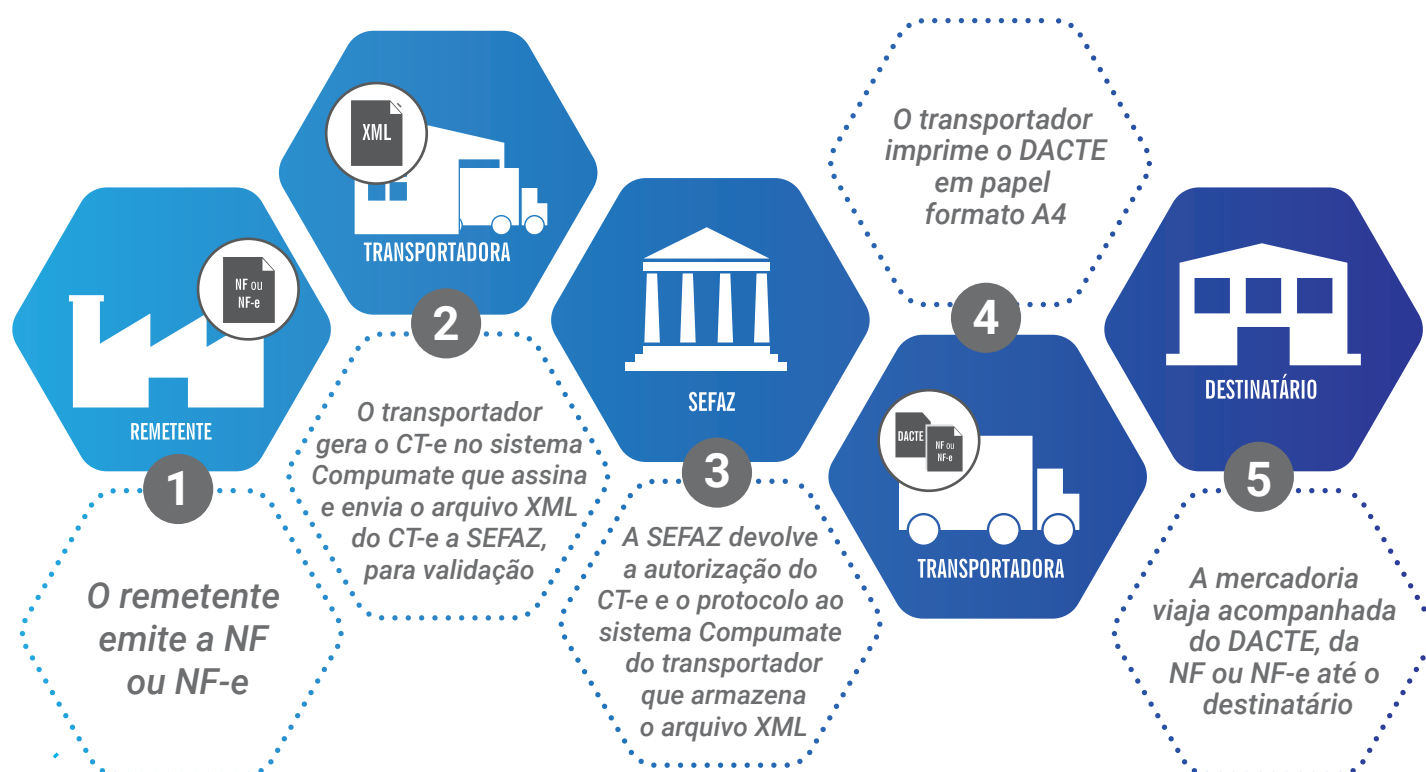 NF ou
NF-e
REMETENTE
1
O remetente
emite a NF
ou NF-e
XML
TRANSPORTADORA
2
O transportador
gera o CT-e no sistema
Compumate que assina
e envia o arquivo XML
do CT-e a SEFAZ,
para validação
SEFAZ
3
A SEFAZ devolve
a autorização do
CT-e e o protocolo ao
sistema Compumate
do transportador
que armazena
o arquivo XML
O transportador
imprime o DACTE
em papel
formato A4
4
DACTE
NF ou
NF-e
TRANSPORTADORA
DESTINATÁRIO
5
A mercadoria
viaja acompanhada
do DACTE, da
NF ou NF-e até o
destinatário